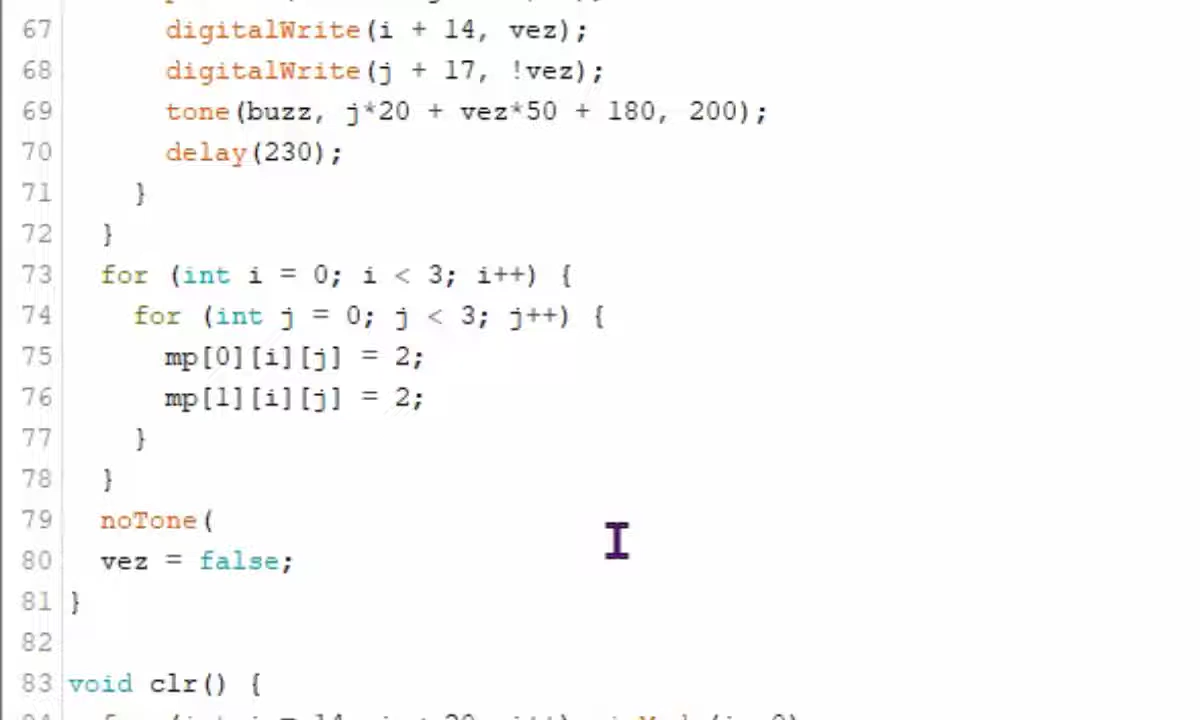 67 digitalWrite(i + 14, vez);
68 digitalWrite(j + 17, !vez);
69 tone(buzz, j*20 + vez*50 + 180, 200);
70 delay(230);
71 }
72 }
73 for (int i = 0; i < 3; i++) {
74 for (int j = 0; j < 3; j++) {
75 mp[0][i][j] = 2;
76 mp[1][i][j] = 2;
77 }
78 }
79 noTone(
80 vez = false;
81 }
82
83 void clr() {